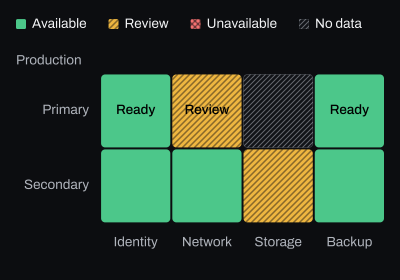 Available Review Unavailable No data
Production
Primary Ready Review Ready
Secondary
Identity Network Storage Backup